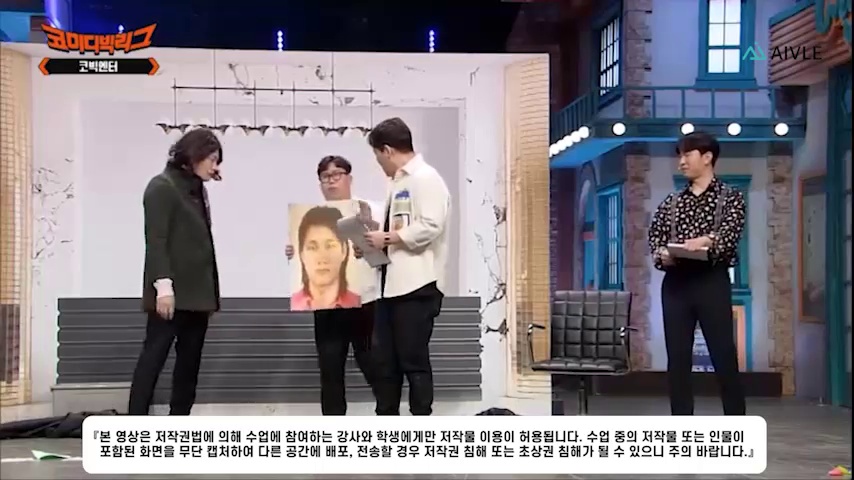 코미디빅리그
코빅엔터
AIVLE
『본 영상은 저작권법에 의해 수업에 참여하는 강사와 학생에게만 저작물 이용이 허용됩니다. 수업 중의 저작물 또는 인물이
포함된 화면을 무단 캡처하여 다른 공간에 배포, 전송할 경우 저작권 침해 또는 초상권 침해가 될 수 있으니 주의 바랍니다.』